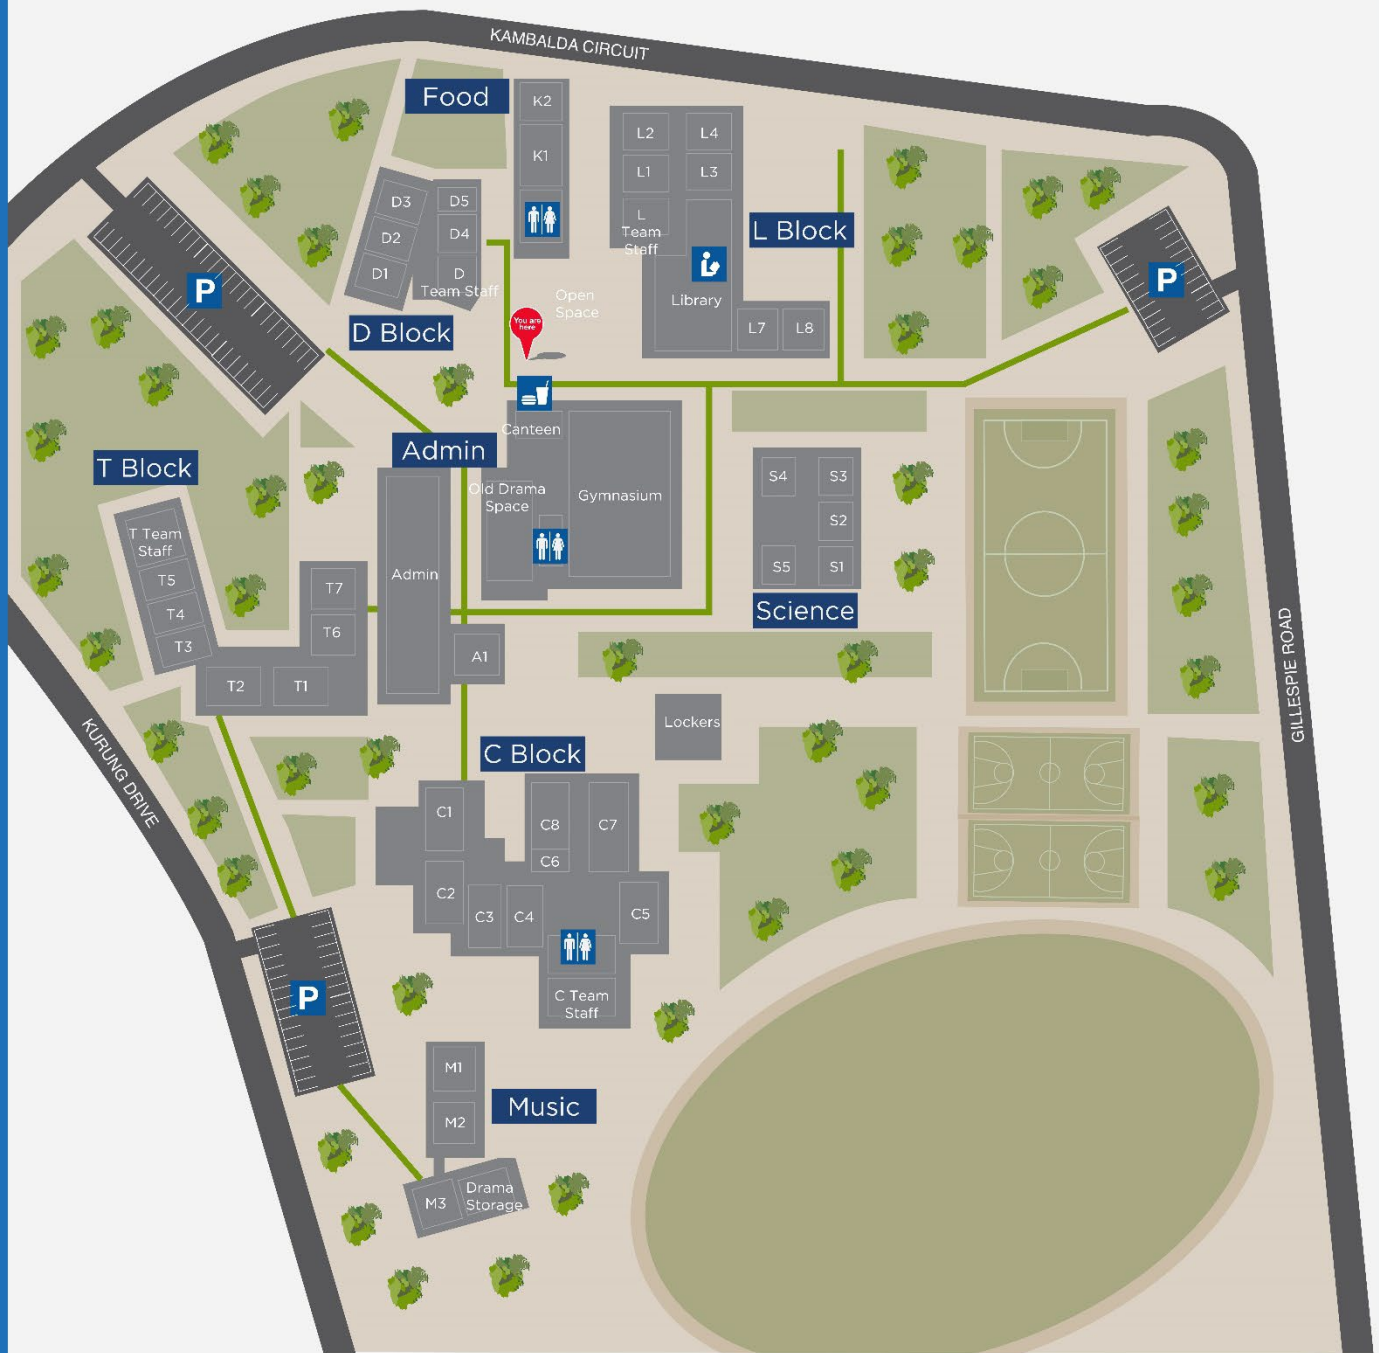 KAMBALDA CIRCUIT
Food
K2
K1
L2
L4
L1
L3
L
Team
Staff
L Block
Library
L7
L8
D3
D5
D2
D4
D1
D
Team Staff
D Block
Open
Space
You are
here
P
P
Canteen
Admin
Old Drama
Space
Gymnasium
T Block
T Team
Staff
T5
T4
T3
T7
T6
T2
T1
Admin
A1
S4
S3
S2
S5
S1
Science
Lockers
GILLESPIE ROAD
KURUNG DRIVE
C Block
C1
C8
C7
C6
C2
C3
C4
C5
C Team
Staff
P
M1
M2
Music
M3
Drama
Storage